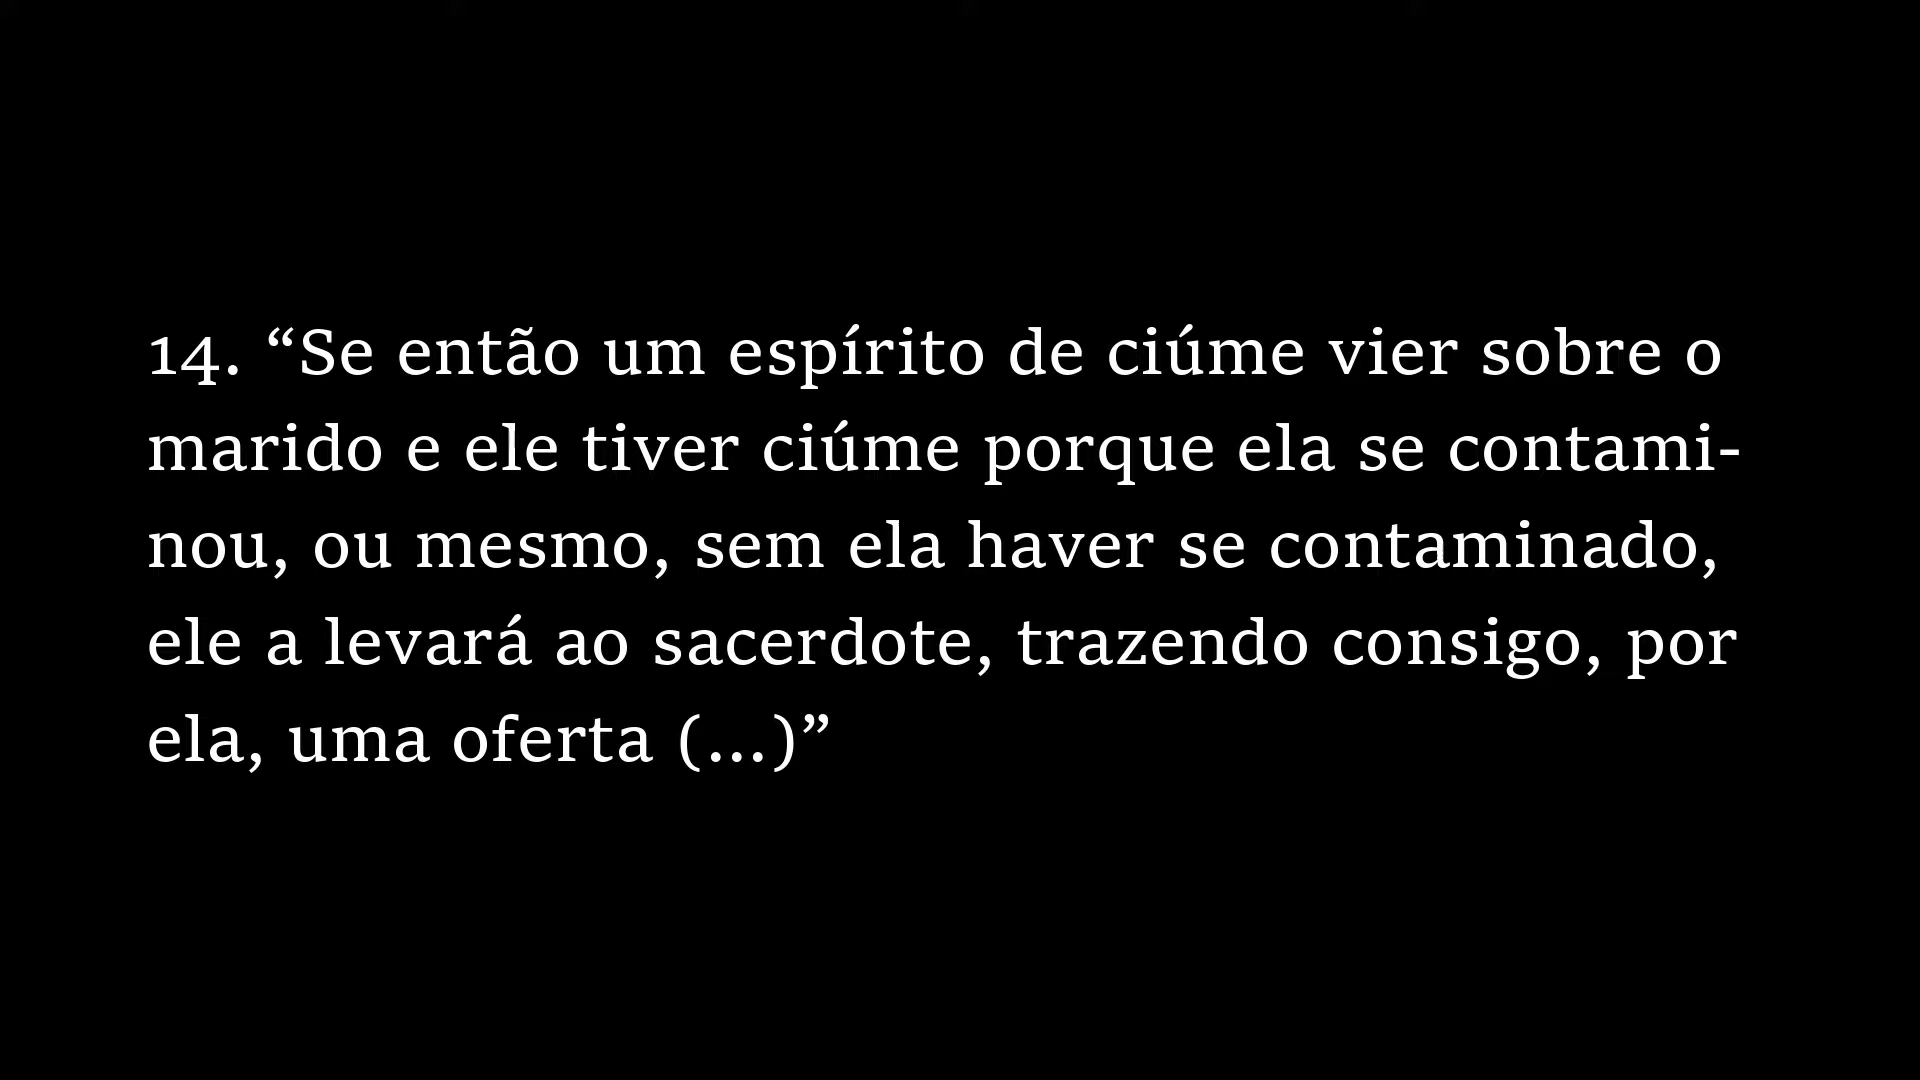 14. “Se então um espírito de ciúme vier sobre o
marido e ele tiver ciúme porque ela se contami-
nou, ou mesmo, sem ela haver se contaminado,
ele a levará ao sacerdote, trazendo consigo, por
ela, uma oferta (...)”